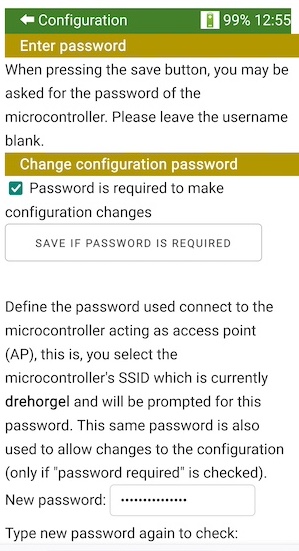 Configuration 99% 12:55
Enter password
When pressing the save button, you may be
asked for the password of the
microcontroller. Please leave the username
blank.
Change configuration password
Password is required to make
configuration changes
SAVE IF PASSWORD IS REQUIRED
Define the password used connect to the
microcontroller acting as access point
(AP), this is, you select the
microcontroller's SSID which is currently
drehorgel and will be prompted for this
password. This same password is also
used to allow changes to the configuration
(only if "password required" is checked).
New password: •••••••••••••••
Type new password again to check: